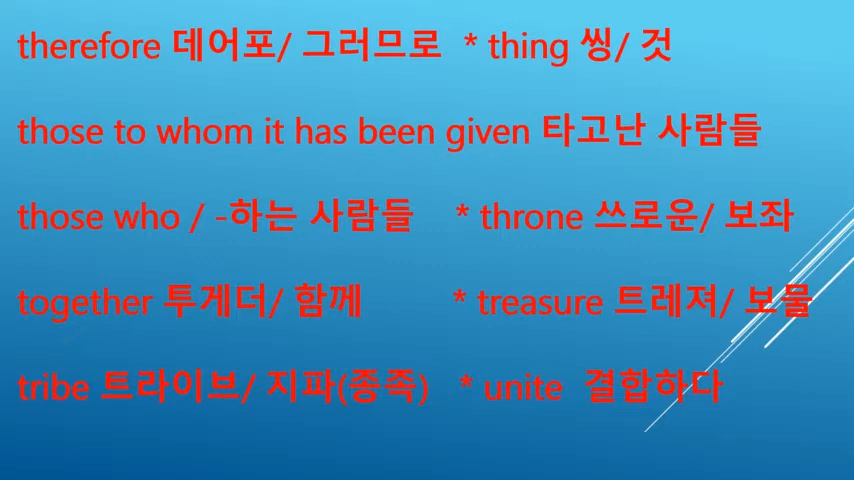 therefore 데어포/ 그러므로 * thing 씽/ 것
those to whom it has been given 타고난 사람들
those who / -하는 사람들 * throne 쓰로운/ 보좌
together 투게더/ 함께 * treasure 트레져/ 보물
tribe 트라이브/ 지파(종족) * unite 결합하다